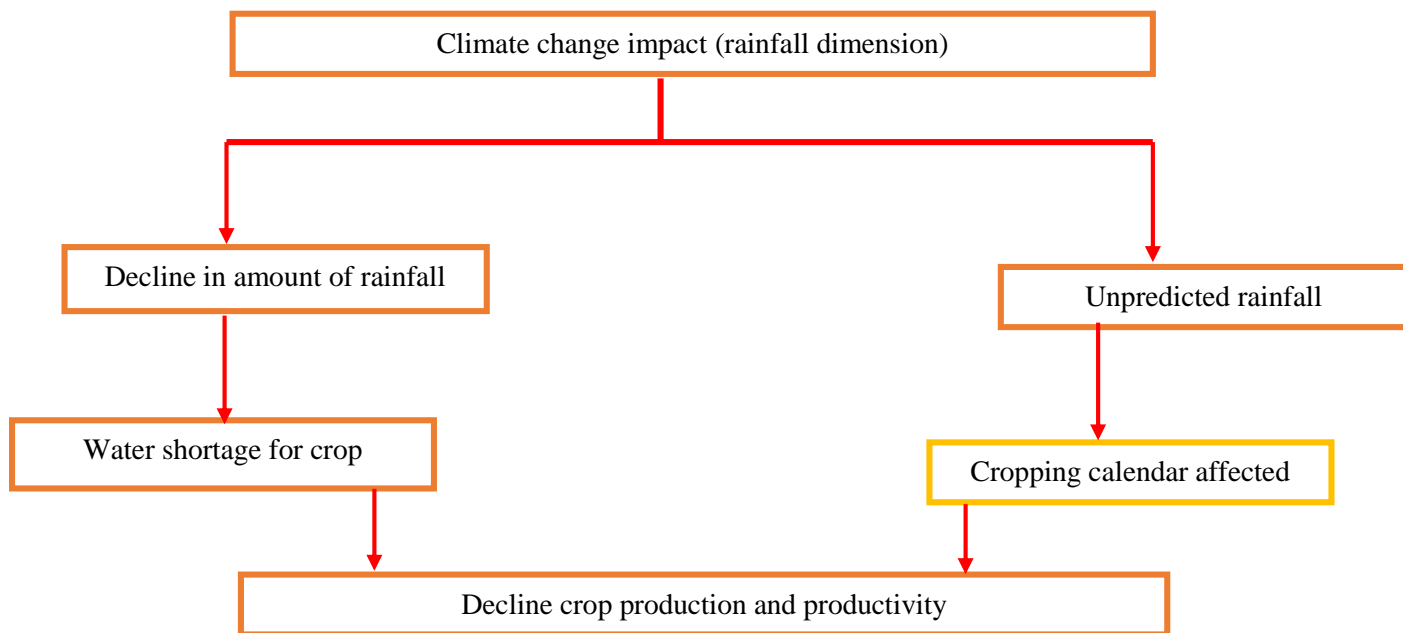 Climate change impact (rainfall dimension)
Decline in amount of rainfall
Unpredicted rainfall
Water shortage for crop
Cropping calendar affected
Decline crop production and productivity